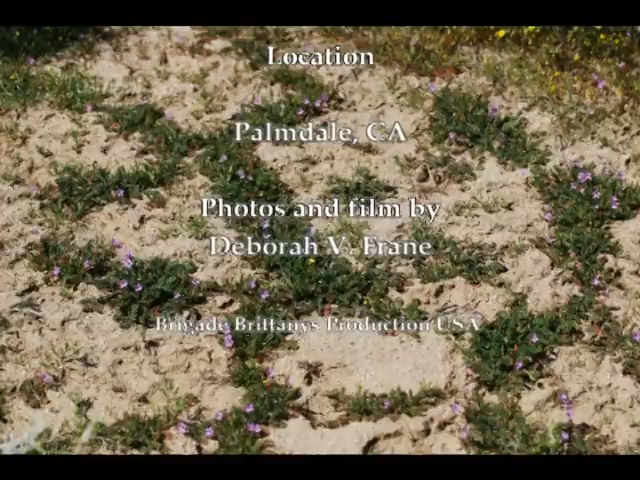 Location
Palmdale, CA
Photos and film by
Deborah V. Frane
Brigade Brittanys Production USA